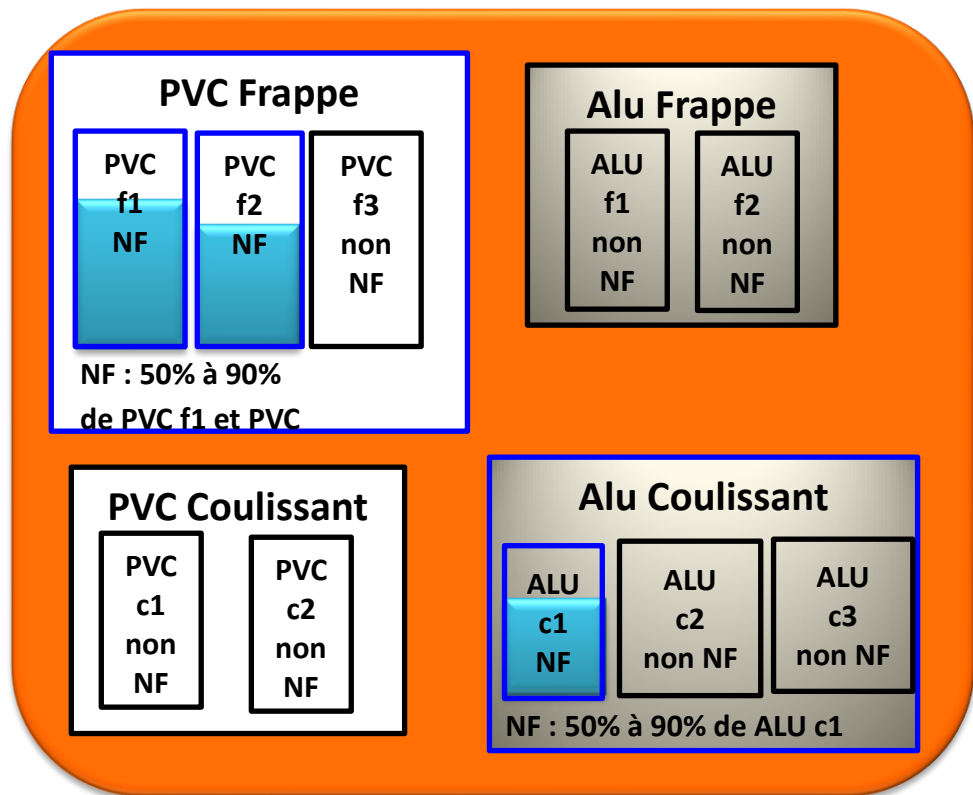 PVC Frappe
PVC
f1
NF
PVC
f2
NF
PVC
f3
non
NF
NF : 50% à 90%
de PVC f1 et PVC
Alu Frappe
ALU
f1
non
NF
ALU
f2
non
NF
PVC Coulissant
PVC
c1
non
NF
PVC
c2
non
NF
Alu Coulissant
ALU
c1
NF
ALU
c2
non NF
ALU
c3
non NF
NF : 50% à 90% de ALU c1